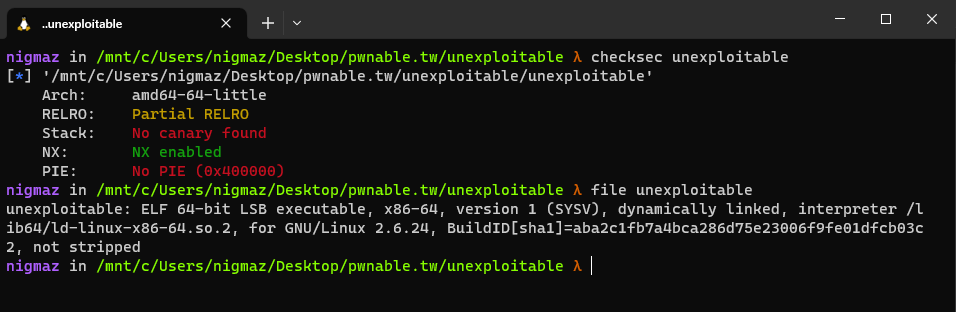 ..unexploitable
nigmaz in /mnt/c/Users/nigmaz/Desktop/pwnable.tw/unexploitable λ checksec unexploitable
[*] '/mnt/c/Users/nigmaz/Desktop/pwnable.tw/unexploitable/unexploitable'
Arch: amd64-64-little
RELRO: Partial RELRO
Stack: No canary found
NX: NX enabled
PIE: No PIE (0x400000)
nigmaz in /mnt/c/Users/nigmaz/Desktop/pwnable.tw/unexploitable λ file unexploitable
unexploitable: ELF 64-bit LSB executable, x86-64, version 1 (SYSV), dynamically linked, interpreter /l
ib64/ld-linux-x86-64.so.2, for GNU/Linux 2.6.24, BuildID[sha1]=aba2c1fb7a4bca286d75e23006f9fe01dfcb03c
2, not stripped
nigmaz in /mnt/c/Users/nigmaz/Desktop/pwnable.tw/unexploitable λ